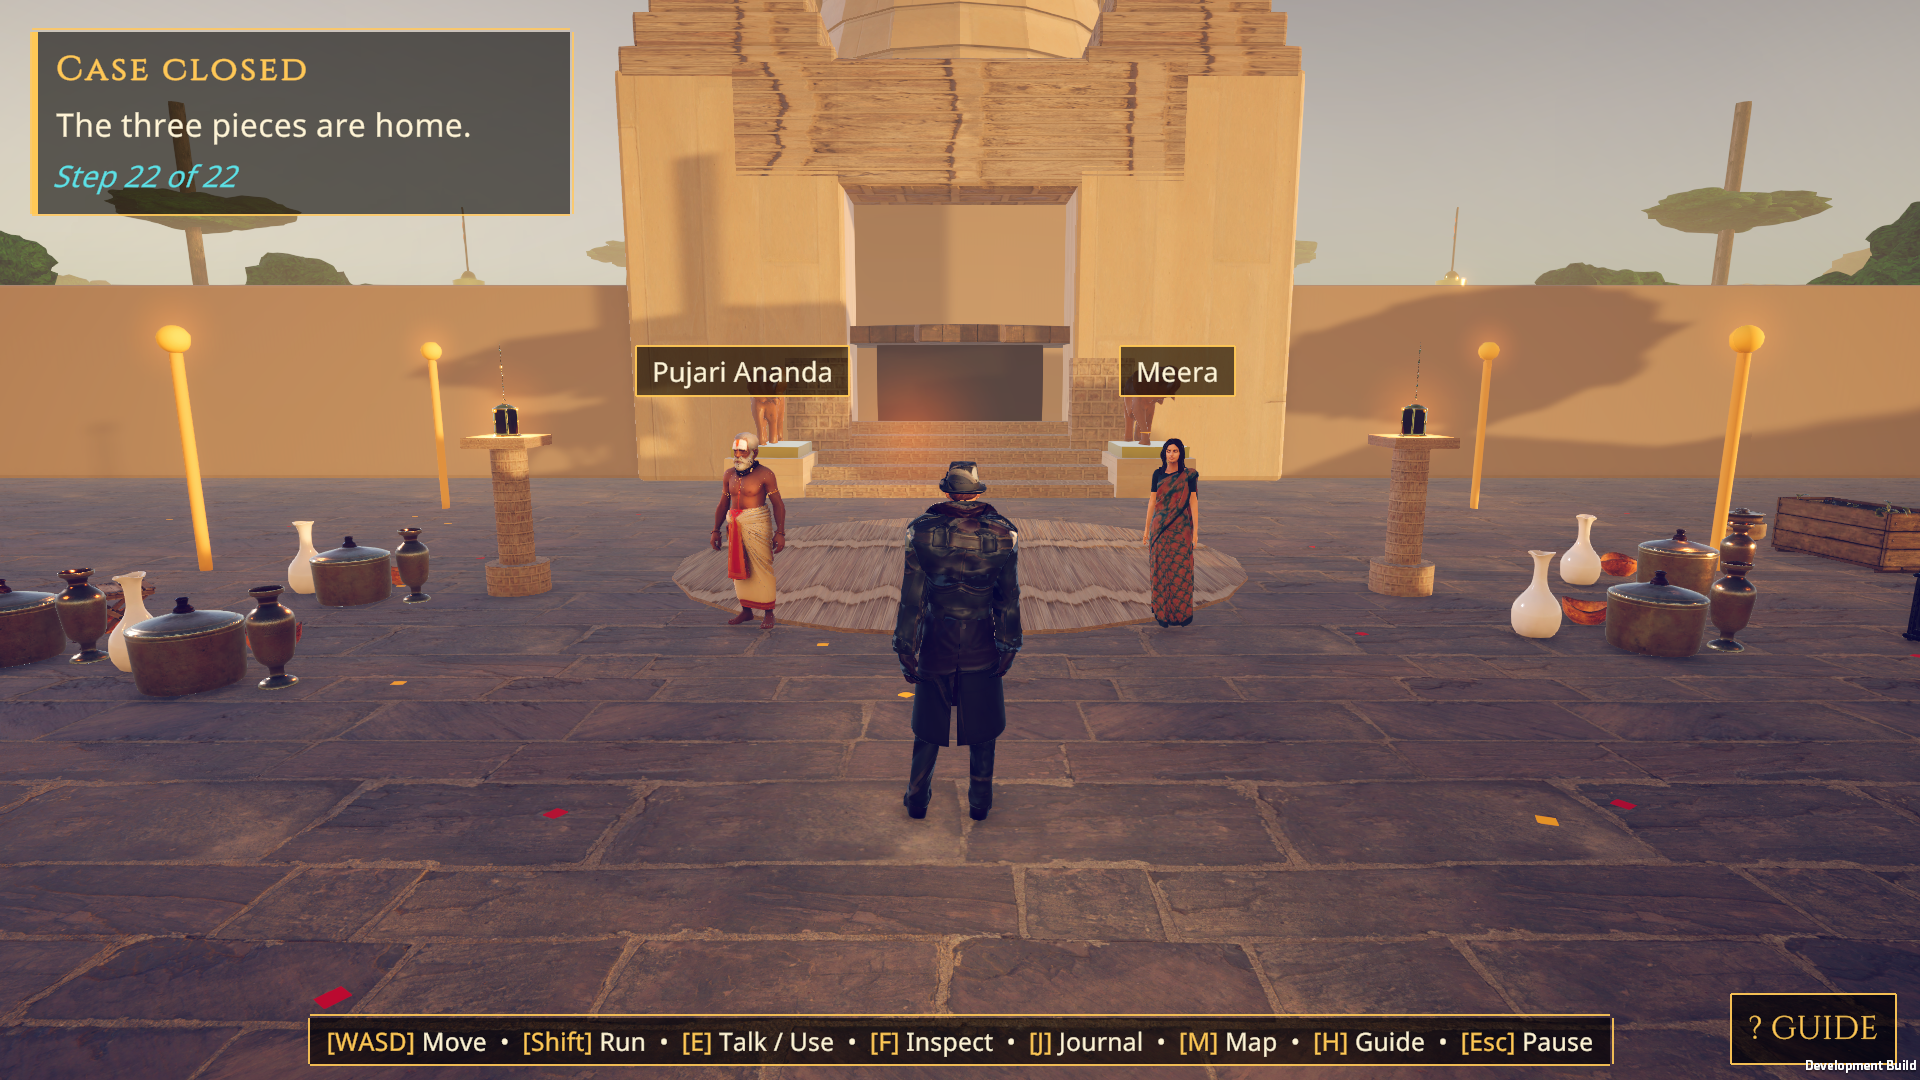 CASE CLOSED
The three pieces are home.
Step 22 of 22
Pujari Ananda
Meera
[WASD] Move • [Shift] Run • [E] Talk / Use • [F] Inspect • [J] Journal • [M] Map • [H] Guide • [Esc] Pause
? GUIDE
Development Build